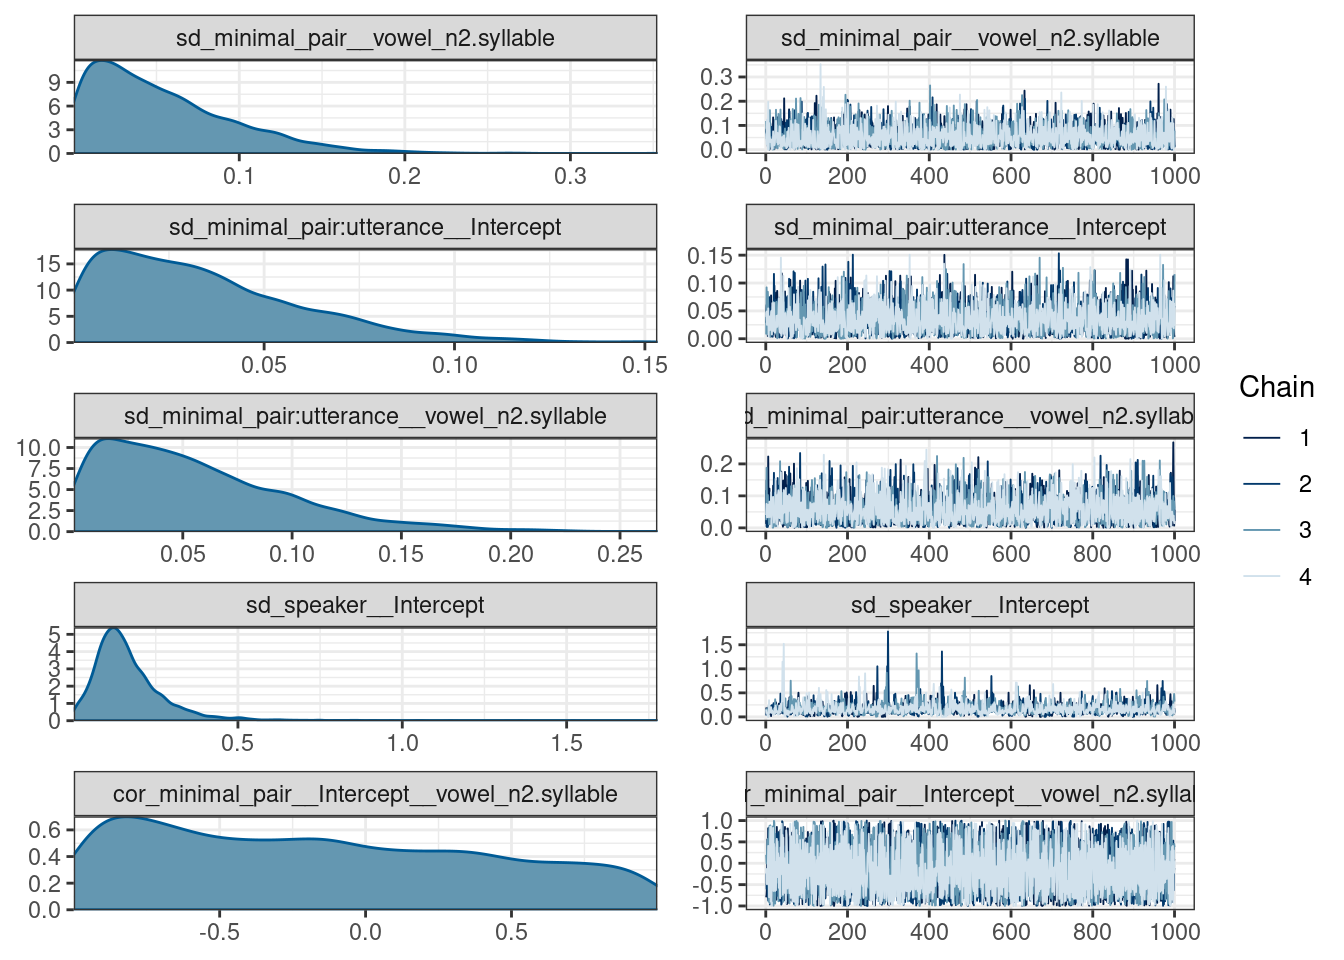 sd_minimal_pair__vowel_n2.syllable
9
6
3
0
0.1 0.2 0.3
sd_minimal_pair__vowel_n2.syllable
0.3
0.2
0.1
0.0
0 200 400 600 800 1000
sd_minimal_pair:utterance__Intercept
15
10
5
0
0.05 0.10 0.15
sd_minimal_pair:utterance__Intercept
0.15
0.10
0.05
0.00
0 200 400 600 800 1000
sd_minimal_pair:utterance__vowel_n2.syllable
10.0
7.5
5.0
2.5
0.0
0.05 0.10 0.15 0.20 0.25
d_minimal_pair:utterance__vowel_n2.syllab
0.2
0.1
0.0
0 200 400 600 800 1000
sd_speaker__Intercept
5
4
3
2
1
0
0.5 1.0 1.5
sd_speaker__Intercept
1.5
1.0
0.5
0.0
0 200 400 600 800 1000
cor_minimal_pair__Intercept__vowel_n2.syllable
0.6
0.4
0.2
0.0
-0.5 0.0 0.5
r_minimal_pair__Intercept__vowel_n2.syllal
1.0
0.5
0.0
-0.5
-1.0
0 200 400 600 800 1000
Chain
1
2
3
4